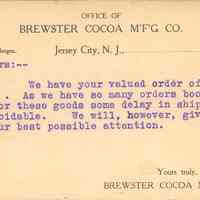 OFFICE OF
BREWSTER COCOA M'F'G CO.
Jersey City, N. J.,
rs:--
We have your valued order of
. As we have so many orders boo
or these goods some delay in ship
oidable. We will, however, giv
ur best possible attention.
Yours truly,
BREWSTER COCOA M